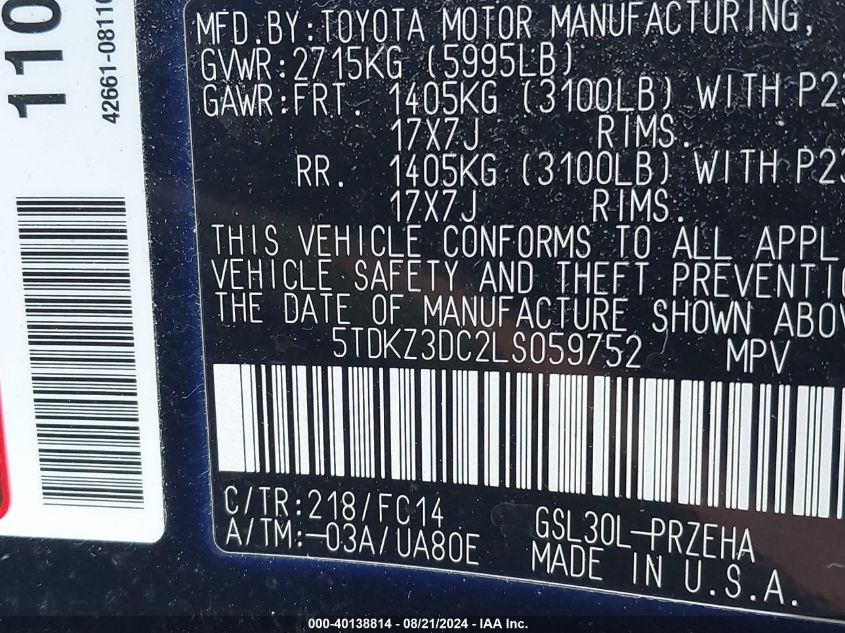 110
42661-08110
MFD.BY:TOYOTA MOTOR MANUFACTURING,
GVWR:2715KG (5995LB)
GAWR:FRT. 1405KG (3100LB) WITH P23
17X7J RIMS.
RR. 1405KG (3100LB) WITH P23
17X7J RIMS.
THIS VEHICLE CONFORMS TO ALL APPL
VEHICLE SAFETY AND THEFT PREVENTIO
THE DATE OF MANUFACTURE SHOWN ABOV
5TDKZ3DC2LS059752 MPV
C/TR:218/FC14
A/TM:-03A/UA80E
GSL30L-PRZEHA
MADE IN U.S.A.
000-40138814 - 08/21/2024 - IAA Inc.